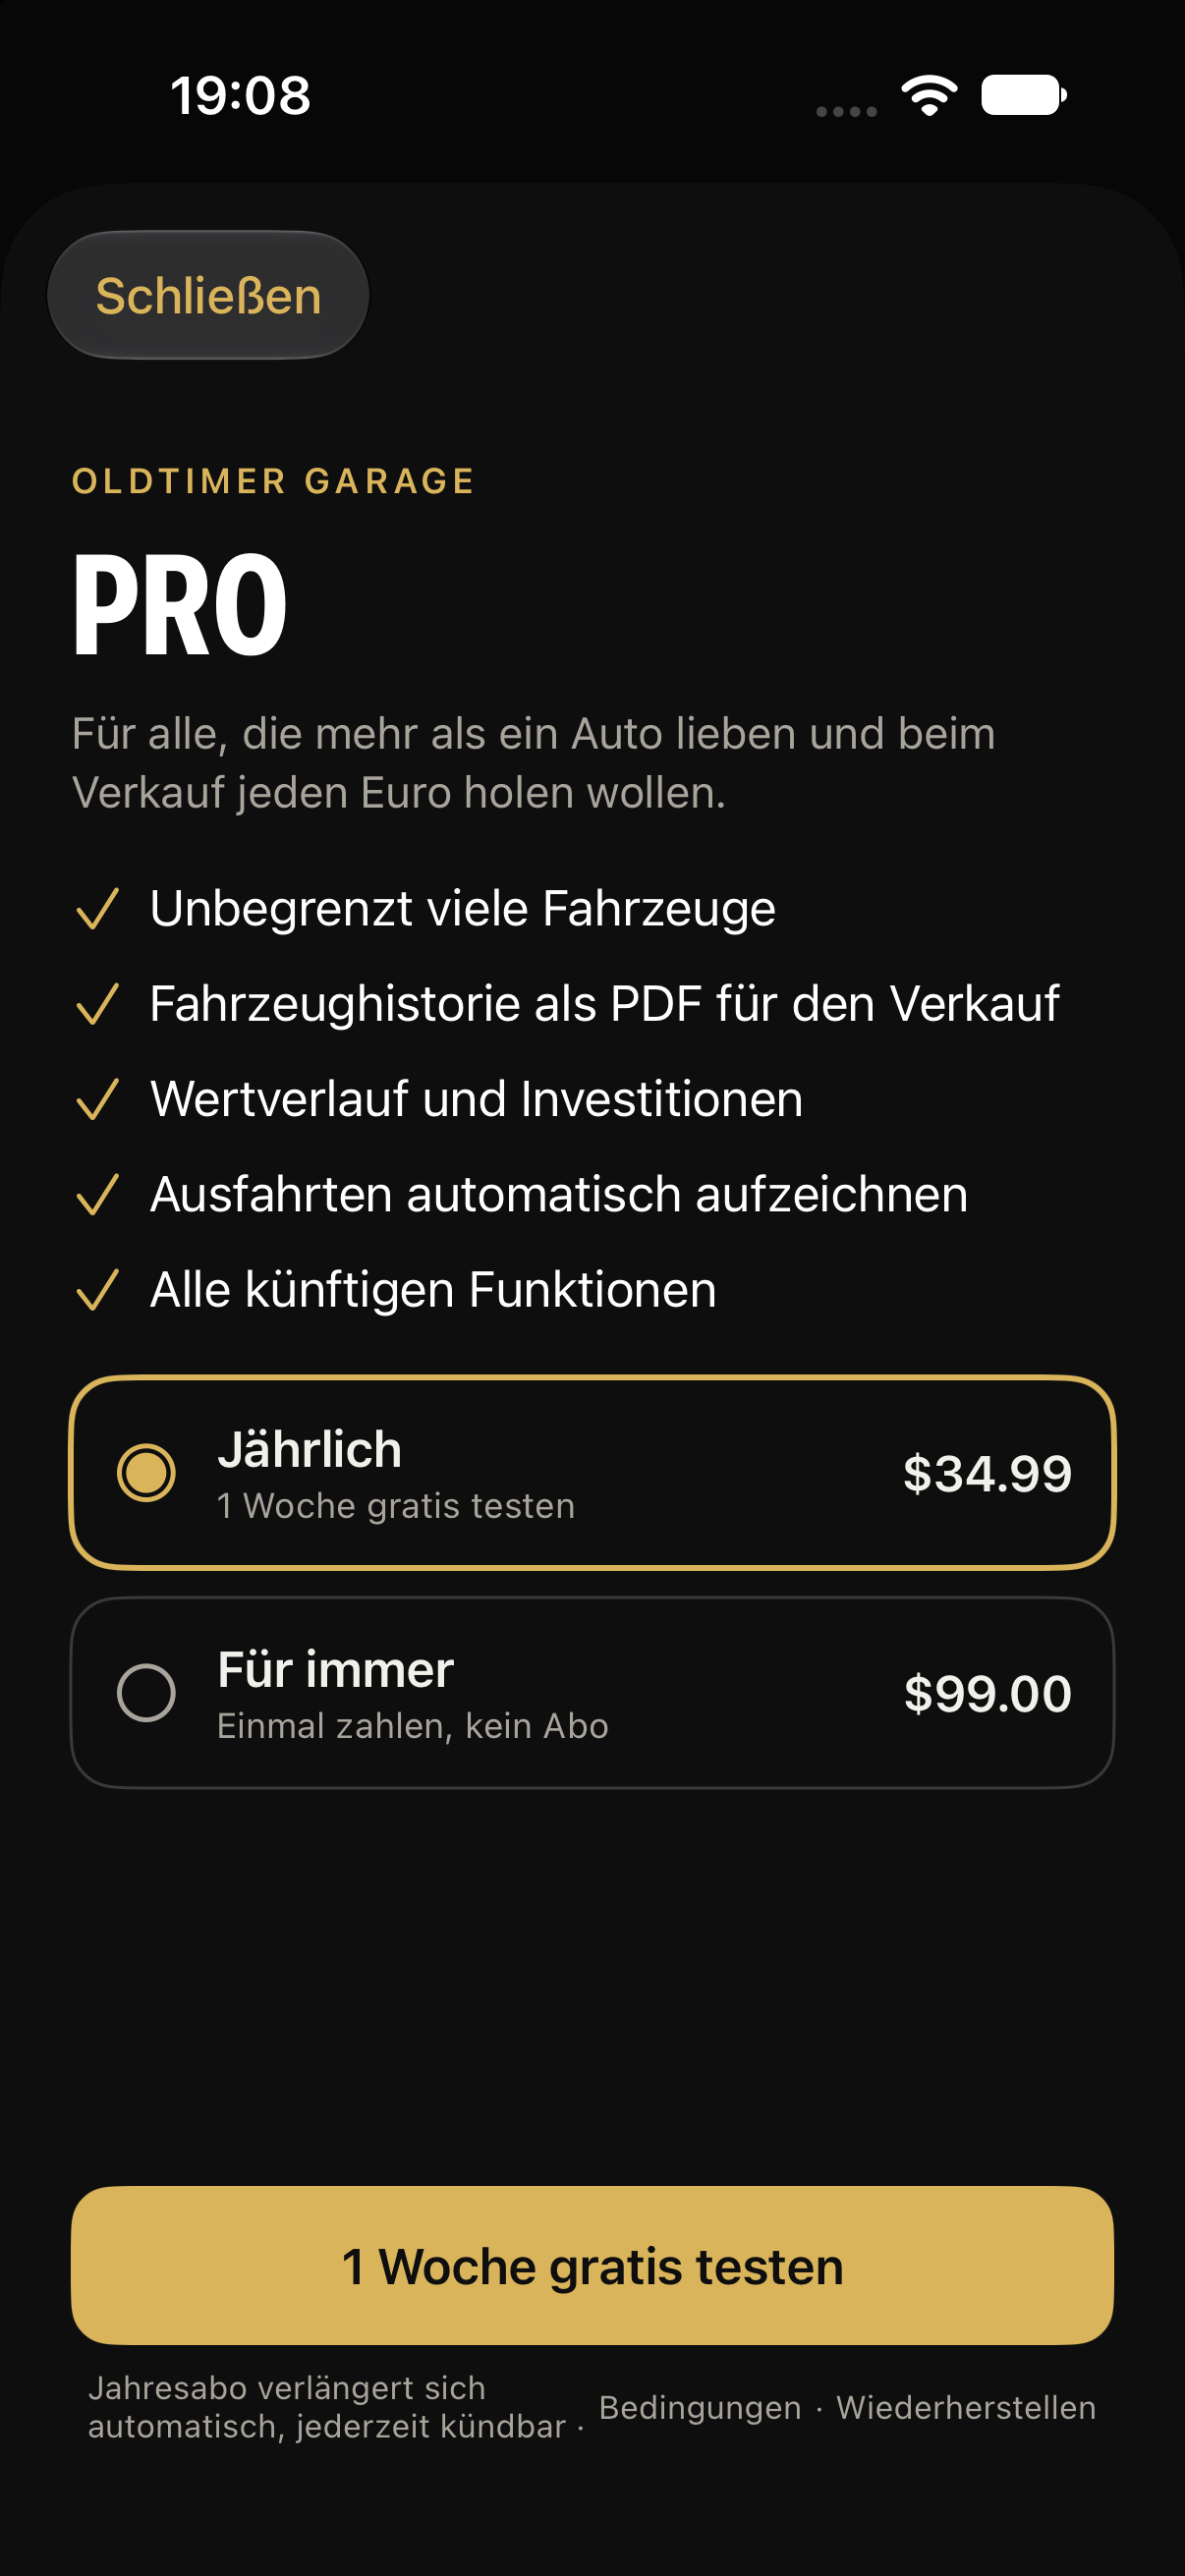 19:08
Schließen
OLDTIMER GARAGE
PRO
Für alle, die mehr als ein Auto lieben und beim
Verkauf jeden Euro holen wollen.
Unbegrenzt viele Fahrzeuge
Fahrzeughistorie als PDF für den Verkauf
Wertverlauf und Investitionen
Ausfahrten automatisch aufzeichnen
Alle künftigen Funktionen
Jährlich
1 Woche gratis testen
$34.99
Für immer
Einmal zahlen, kein Abo
$99.00
1 Woche gratis testen
Jahresabo verlängert sich
automatisch, jederzeit kündbar ·
Bedingungen · Wiederherstellen